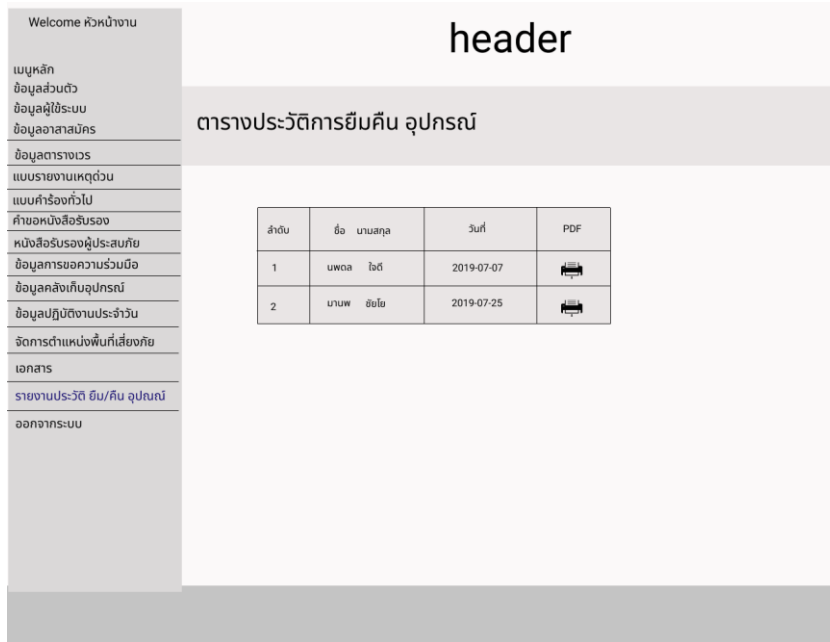 Welcome หัวหน้างาน
header
เมนูหลัก
ข้อมูลส่วนตัว
ข้อมูลผู้ใช้ระบบ
ข้อมูลอาสาสมัคร
ข้อมูลตารางเวร
แบบรายงานเหตุด่วน
แบบคำร้องทั่วไป
คำขอหนังสือรับรอง
หนังสือรับรองผู้ประสบภัย
ข้อมูลการขอความร่วมมือ
ข้อมูลคลังเก็บอุปกรณ์
ข้อมูลปฏิบัติงานประจำวัน
จัดการตำแหน่งพื้นที่เสี่ยงภัย
เอกสาร
รายงานประวัติ ยืม/คืน อุปณณ์
ออกจากระบบ
ตารางประวัติการยืมคืน อุปกรณ์
ลำดับ ชื่อ นามสกุล วันที่ PDF
1 นพดล ใจดี 2019-07-07
2 มานพ ชัยโย 2019-07-25